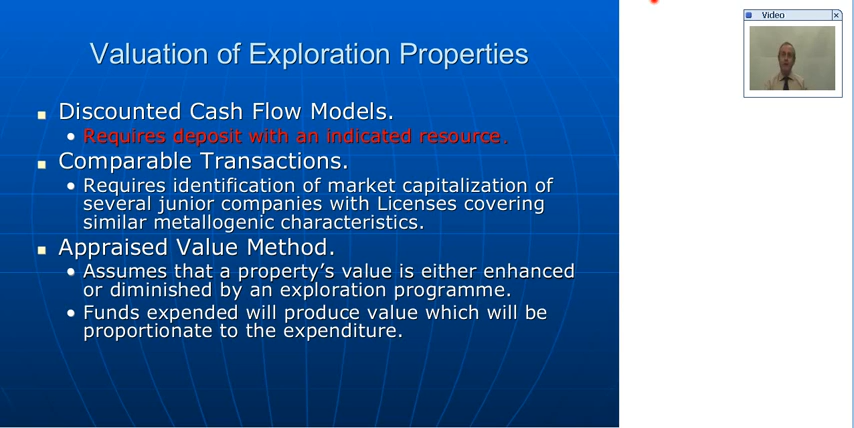 Valuation of Exploration Properties
Discounted Cash Flow Models.
Requires deposit with an indicated resource.
Comparable Transactions.
Requires identification of market capitalization of
several junior companies with Licenses covering
similar metallogenic characteristics.
Appraised Value Method.
Assumes that a property’s value is either enhanced
or diminished by an exploration programme.
Funds expended will produce value which will be
proportionate to the expenditure.
Video